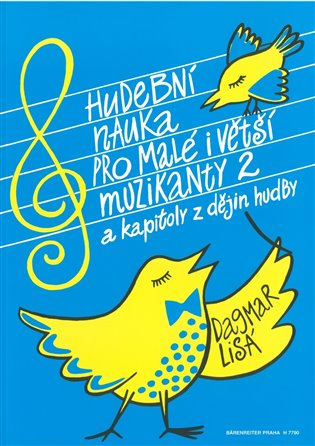 HUDEBNÍ
NAUKA
PRO MALÉ I VĚTŠÍ
MUZIKANTY 2
a kapitoly z dějin hudby
DAGMAR
LISÁ
BÄRENREITER PRAHA H 7790